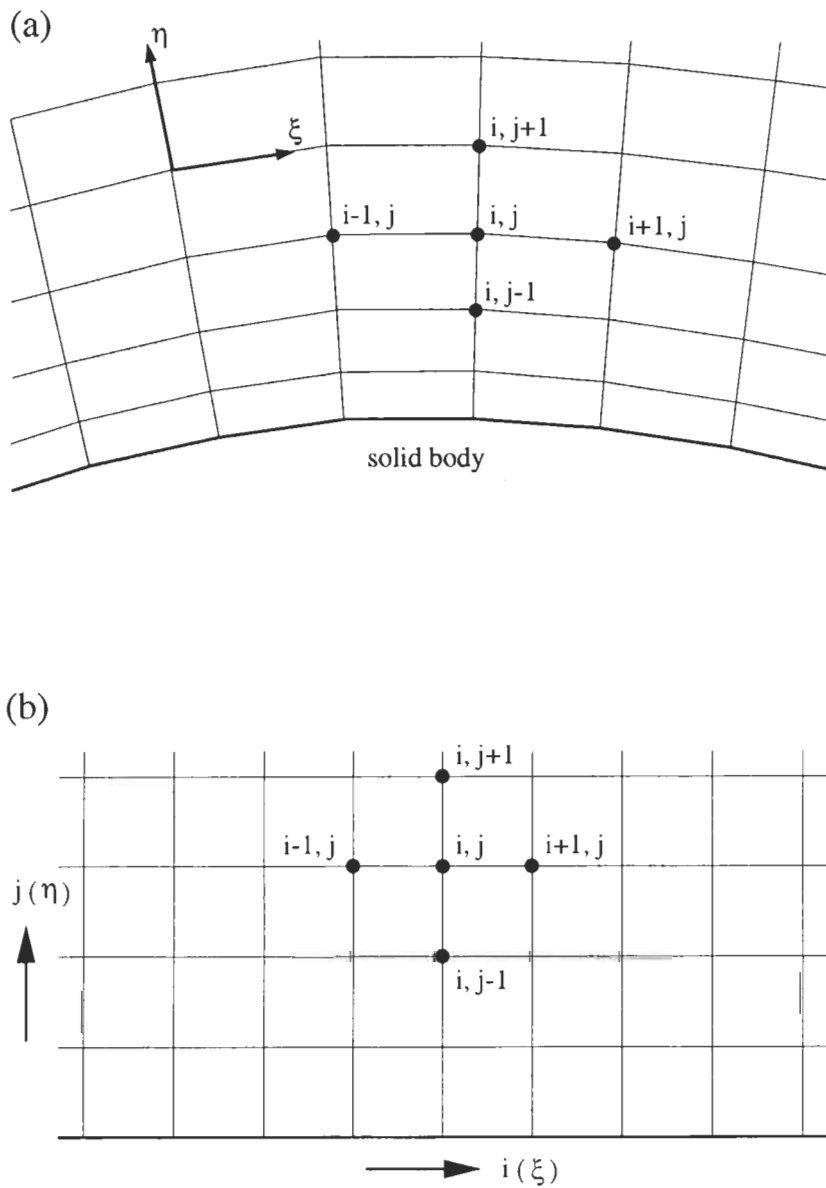 (a)
η
ξ
i, j+1
i-1, j
i, j
i+1, j
i, j-1
solid body
(b)
i, j+1
i-1, j
i, j
i+1, j
j (η)
i, j-1
i (ξ)